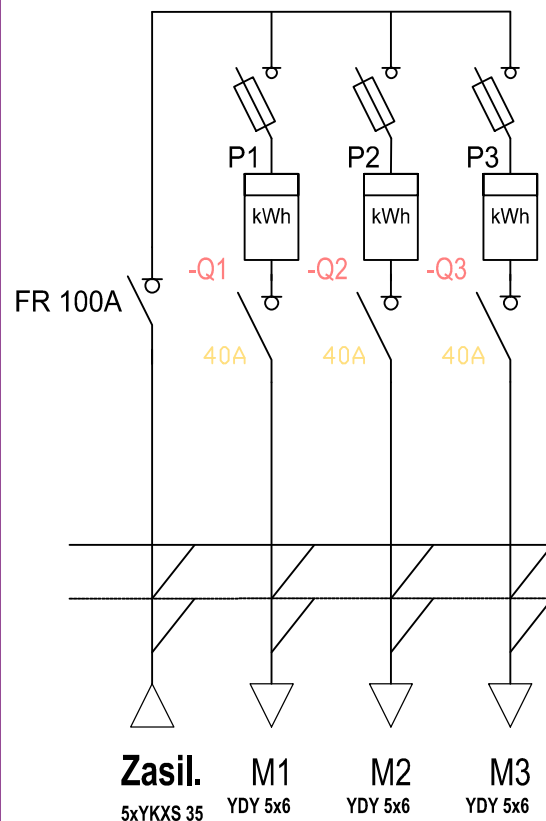 P1 P2 P3
kWh kWh kWh
-Q1 -Q2 -Q3
FR 100A
40A 40A 40A
Zasil. M1 M2 M3
5xYKXS 35 YDY 5x6 YDY 5x6 YDY 5x6